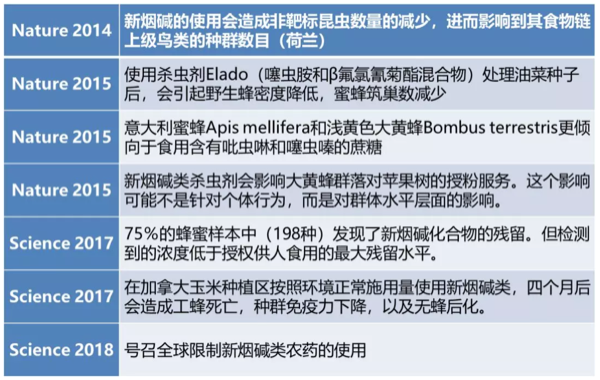 Nature 2014
新烟碱的使用会造成非靶标昆虫数量的减少，进而影响到其食物链
上级鸟类的种群数目（荷兰）
Nature 2015
使用杀虫剂Elado（噻虫胺和β氟氯氰菊酯混合物）处理油菜种子
后，会引起野生蜂密度降低，蜜蜂筑巢数减少
Nature 2015
意大利蜜蜂Apis mellifera和浅黄色大黄蜂Bombus terrestris更倾
向于食用含有吡虫啉和噻虫嗪的蔗糖
Nature 2015
新烟碱类杀虫剂会影响大黄蜂群落对苹果树的授粉服务。这个影响
可能不是针对个体行为，而是对群体水平层面的影响。
Science 2017
75%的蜂蜜样本中（198种）发现了新烟碱化合物的残留。但检测
到的浓度低于授权供人食用的最大残留水平。
Science 2017
在加拿大玉米种植区按照环境正常施用量使用新烟碱类，四个月后
会造成工蜂死亡，种群免疫力下降，以及无蜂后化。
Science 2018
号召全球限制新烟碱类农药的使用